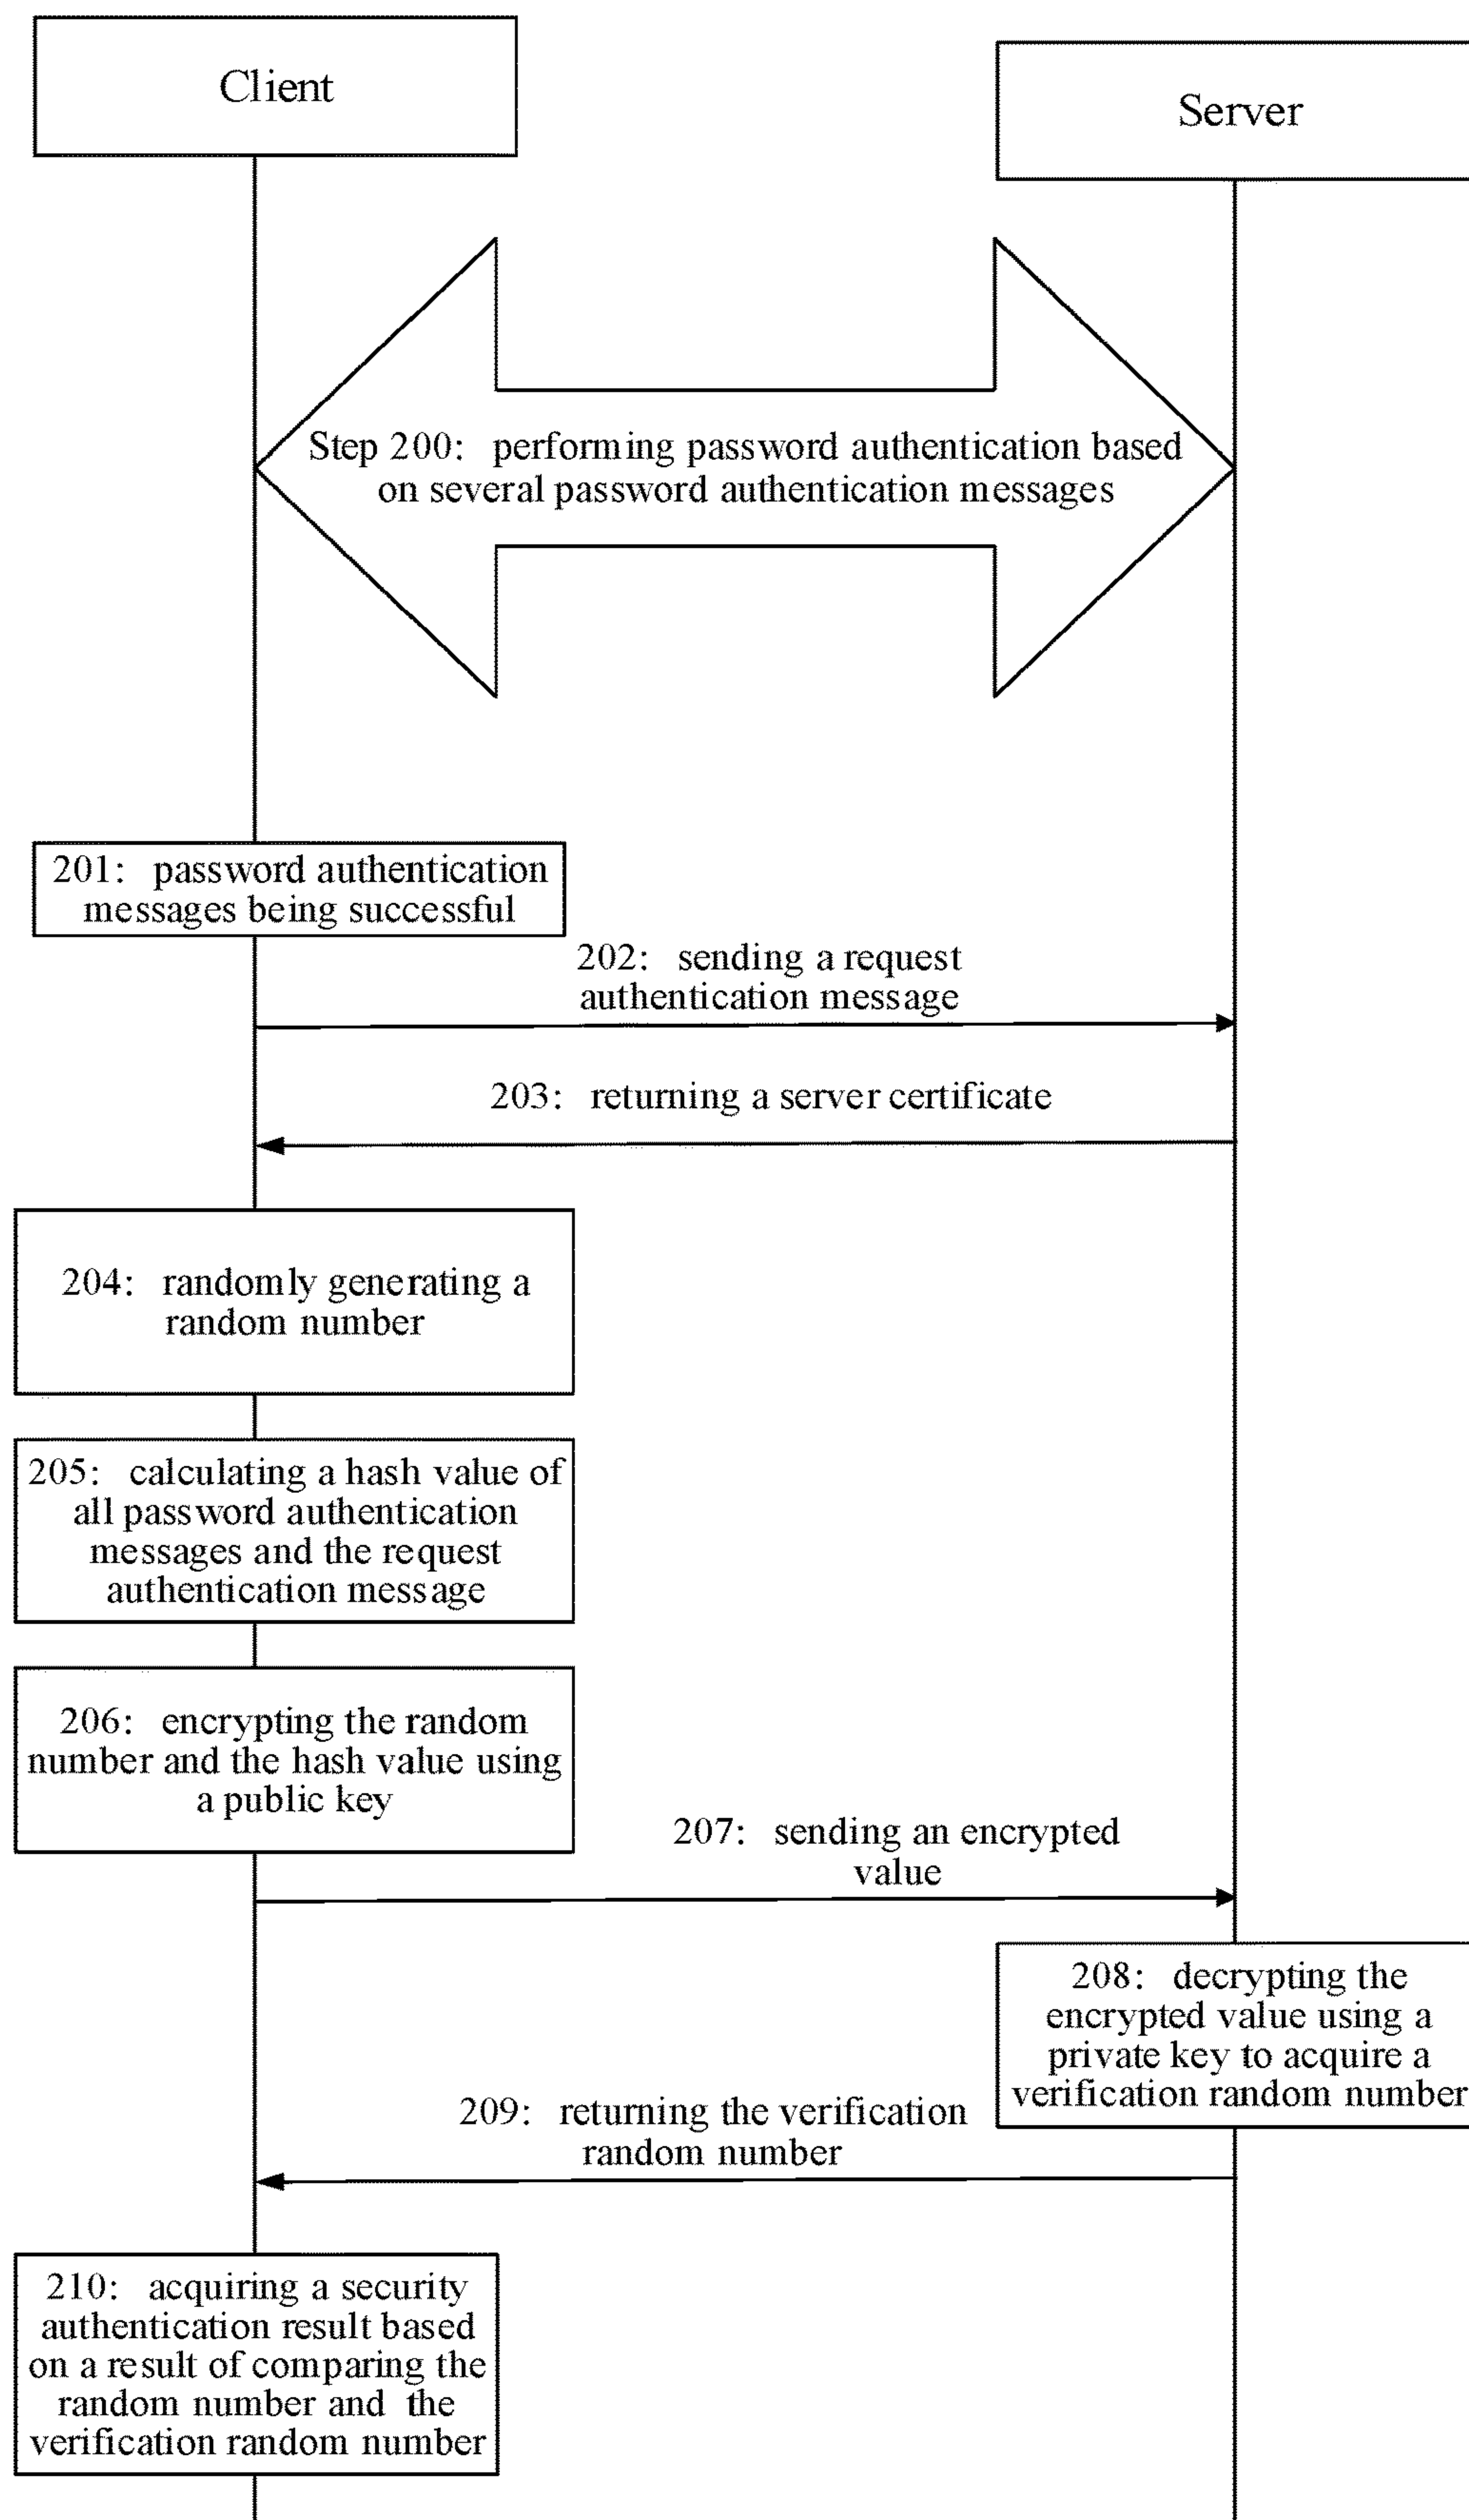 Client
Server
Step 200: performing password authentication based
on several password authentication messages
201: password authentication
messages being successful
202: sending a request
authentication message
203: returning a server certificate
204: randomly generating a
random number
205: calculating a hash value of
all password authentication
messages and the request
authentication message
206: encrypting the random
number and the hash value using
a public key
207: sending an encrypted
value
208: decrypting the
encrypted value using a
private key to acquire a
verification random number
209: returning the verification
random number
210: acquiring a security
authentication result based
on a result of comparing the
random number and the
verification random number